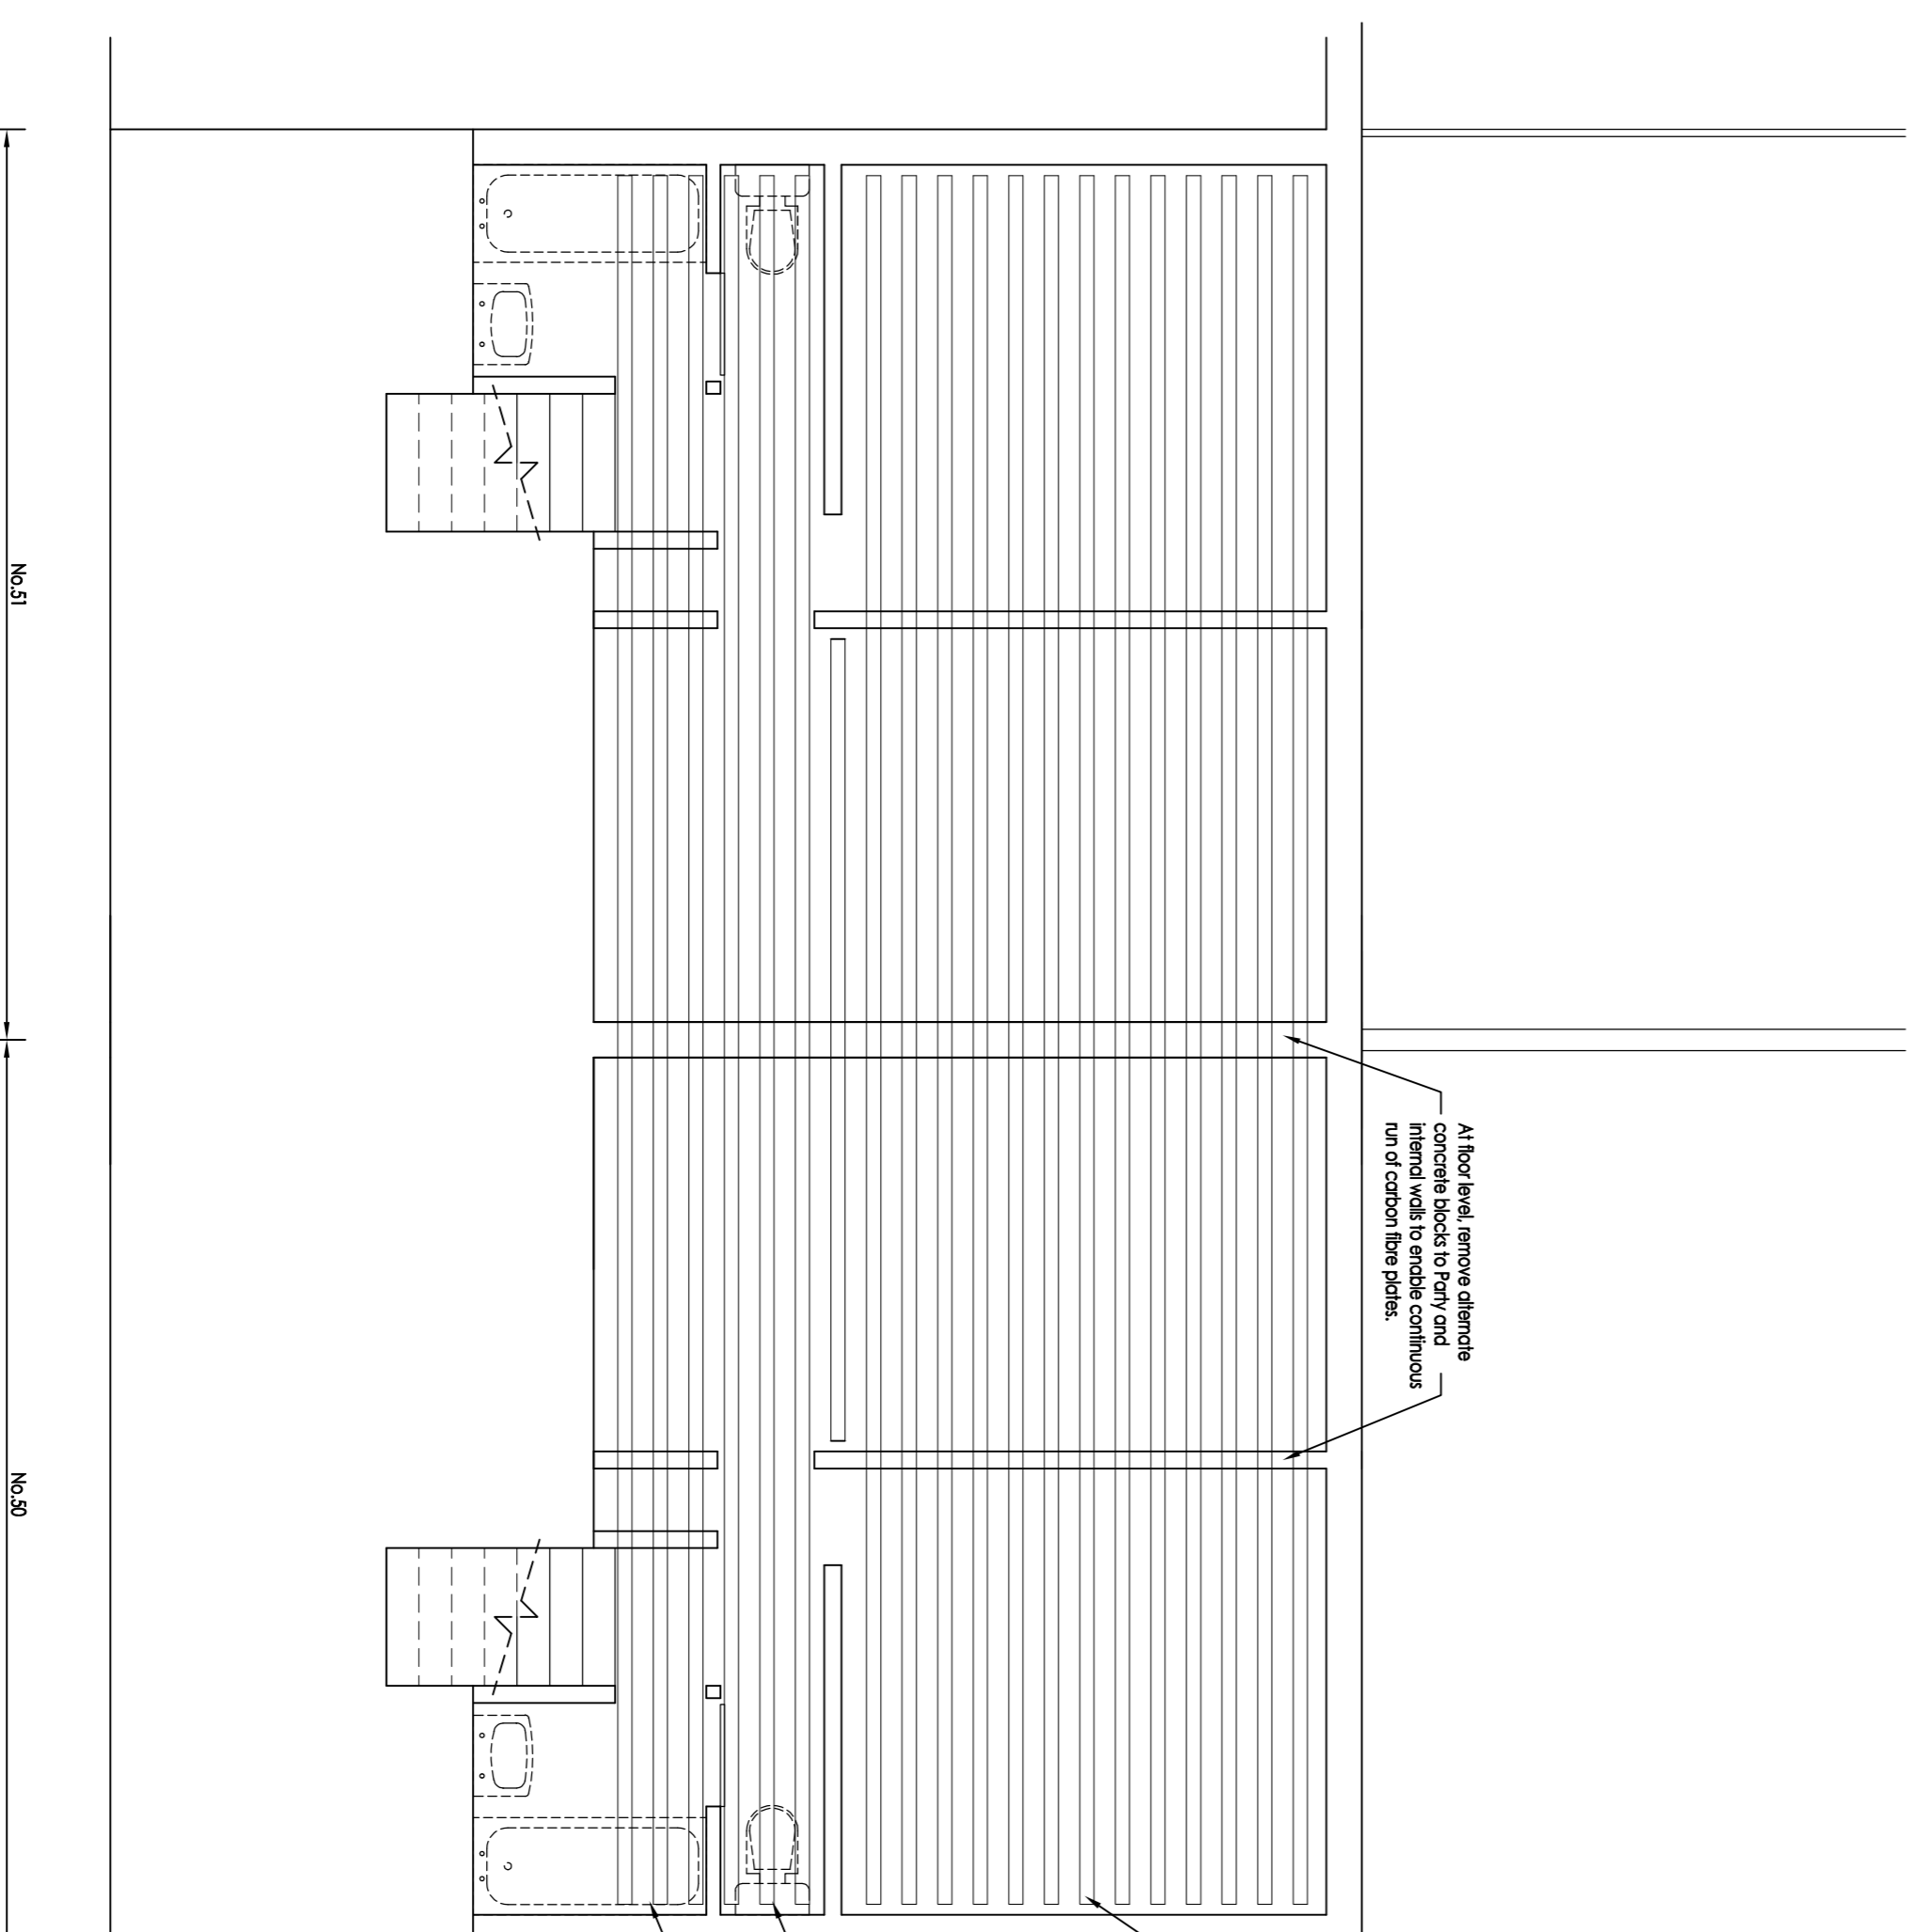 At floor level, remove alternate
concrete blocks to Party and
internal walls to enable continuous
run of carbon fibre plates.
No.51
No.50